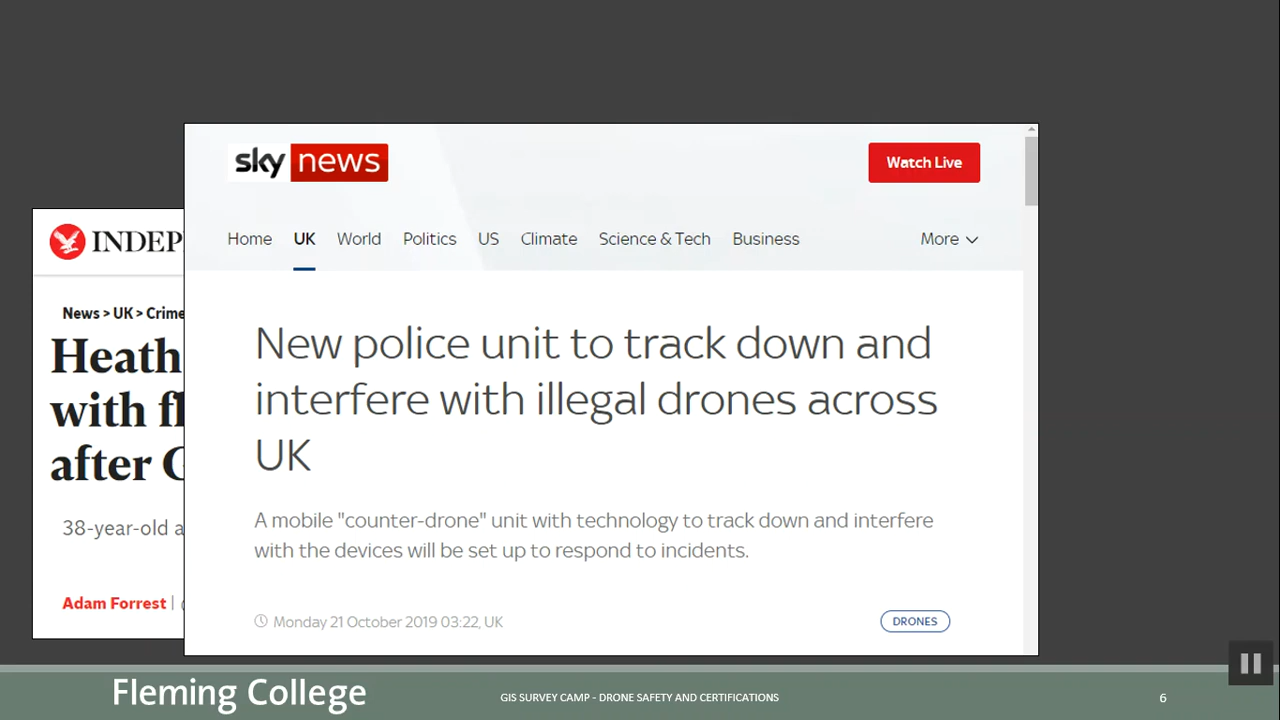 sky news
Watch Live
Home UK World Politics US Climate Science & Tech Business More
New police unit to track down and
interfere with illegal drones across
UK
A mobile "counter-drone" unit with technology to track down and interfere
with the devices will be set up to respond to incidents.
Monday 21 October 2019 03:22, UK
DRONES
INDEP
News > UK > Crime
Heath
with fl
after G
38-year-old a
Adam Forrest |
Fleming College
GIS SURVEY CAMP - DRONE SAFETY AND CERTIFICATIONS
6